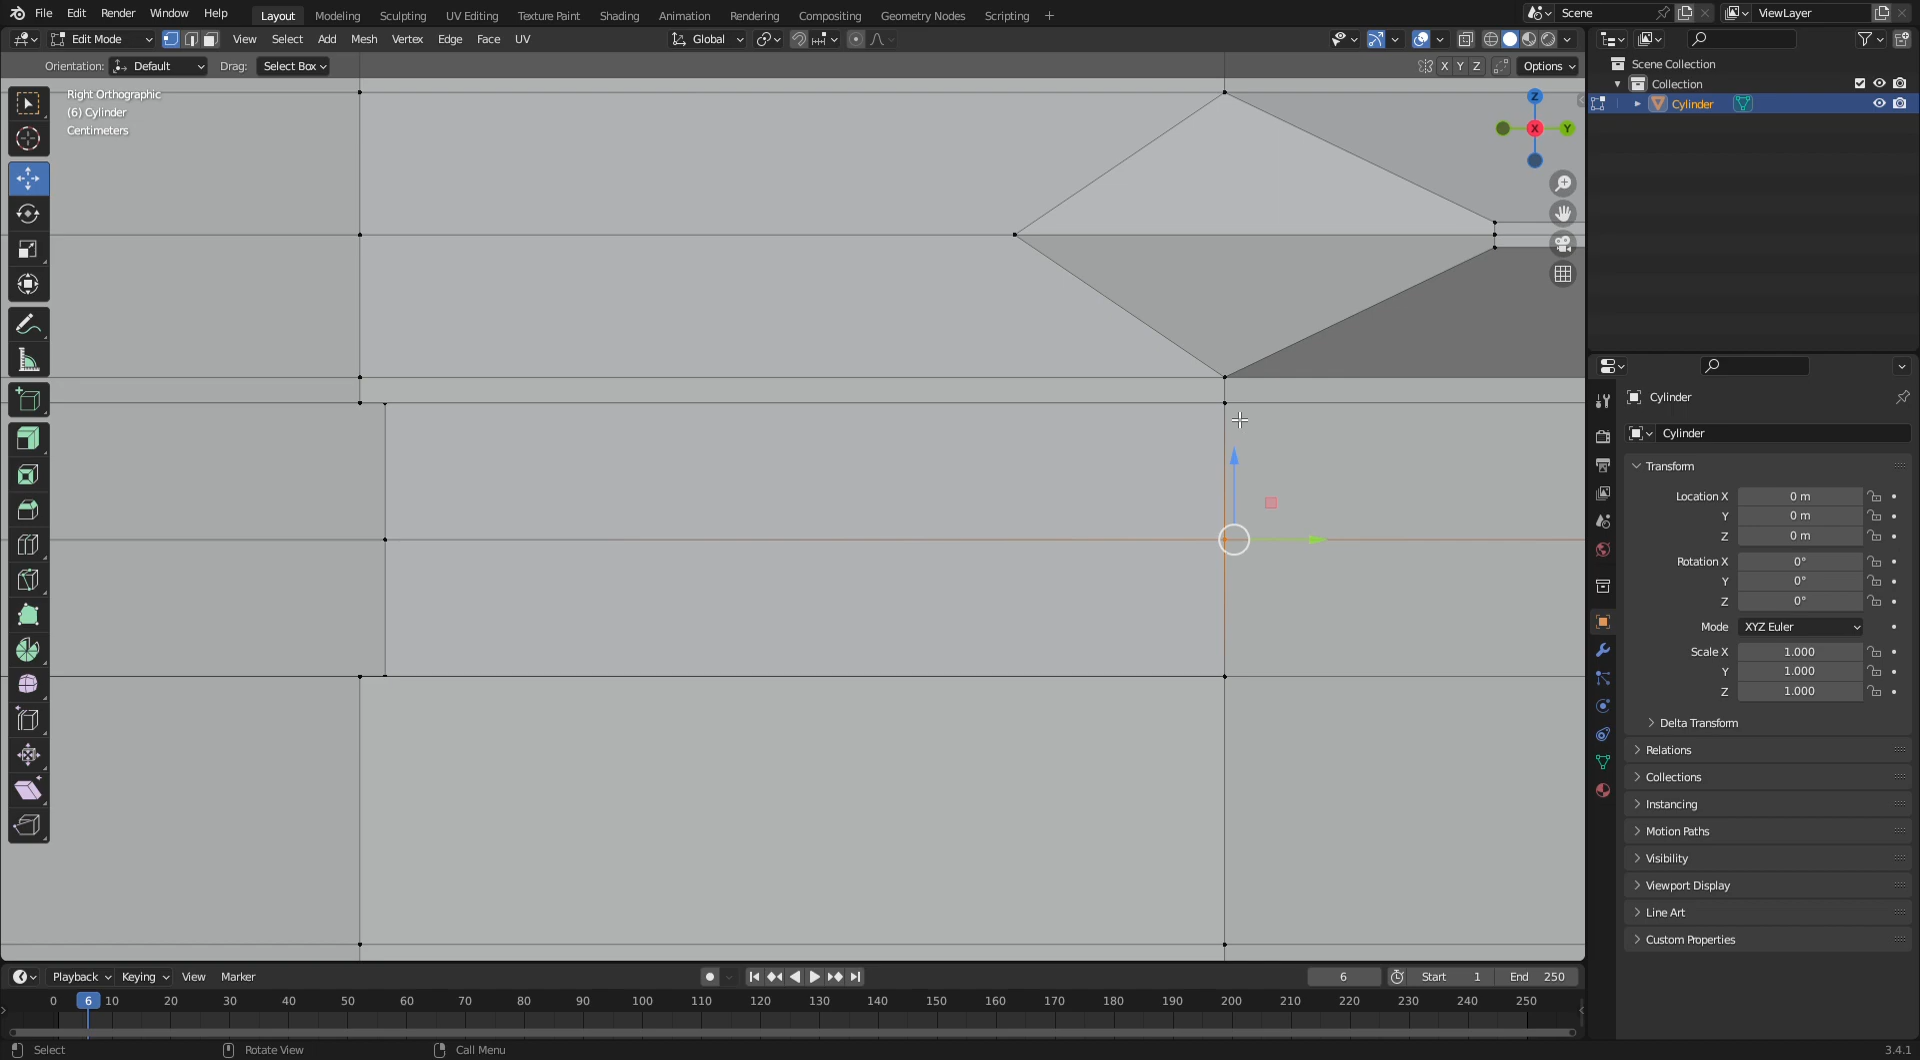 File Edit Render Window Help Layout Modeling Sculpting UV Editing Texture Paint Shading Animation Rendering Compositing Geometry Nodes Scripting + Scene ViewLayer
Edit Mode View Select Add Mesh Vertex Edge Face UV Global
Orientation: Default Drag: Select Box X Y Z Options
Right Orthographic
(6) Cylinder
Centimeters
Z
X
Y
Scene Collection
Collection
Cylinder
Cylinder
Cylinder
Transform
Location X 0 m
Y 0 m
Z 0 m
Rotation X 0°
Y 0°
Z 0°
Mode XYZ Euler
Scale X 1.000
Y 1.000
Z 1.000
Delta Transform
Relations
Collections
Instancing
Motion Paths
Visibility
Viewport Display
Line Art
Custom Properties
Playback Keying View Marker 6 Start 1 End 250
0 6 10 20 30 40 50 60 70 80 90 100 110 120 130 140 150 160 170 180 190 200 210 220 230 240 250
Select Rotate View Call Menu 3.4.1